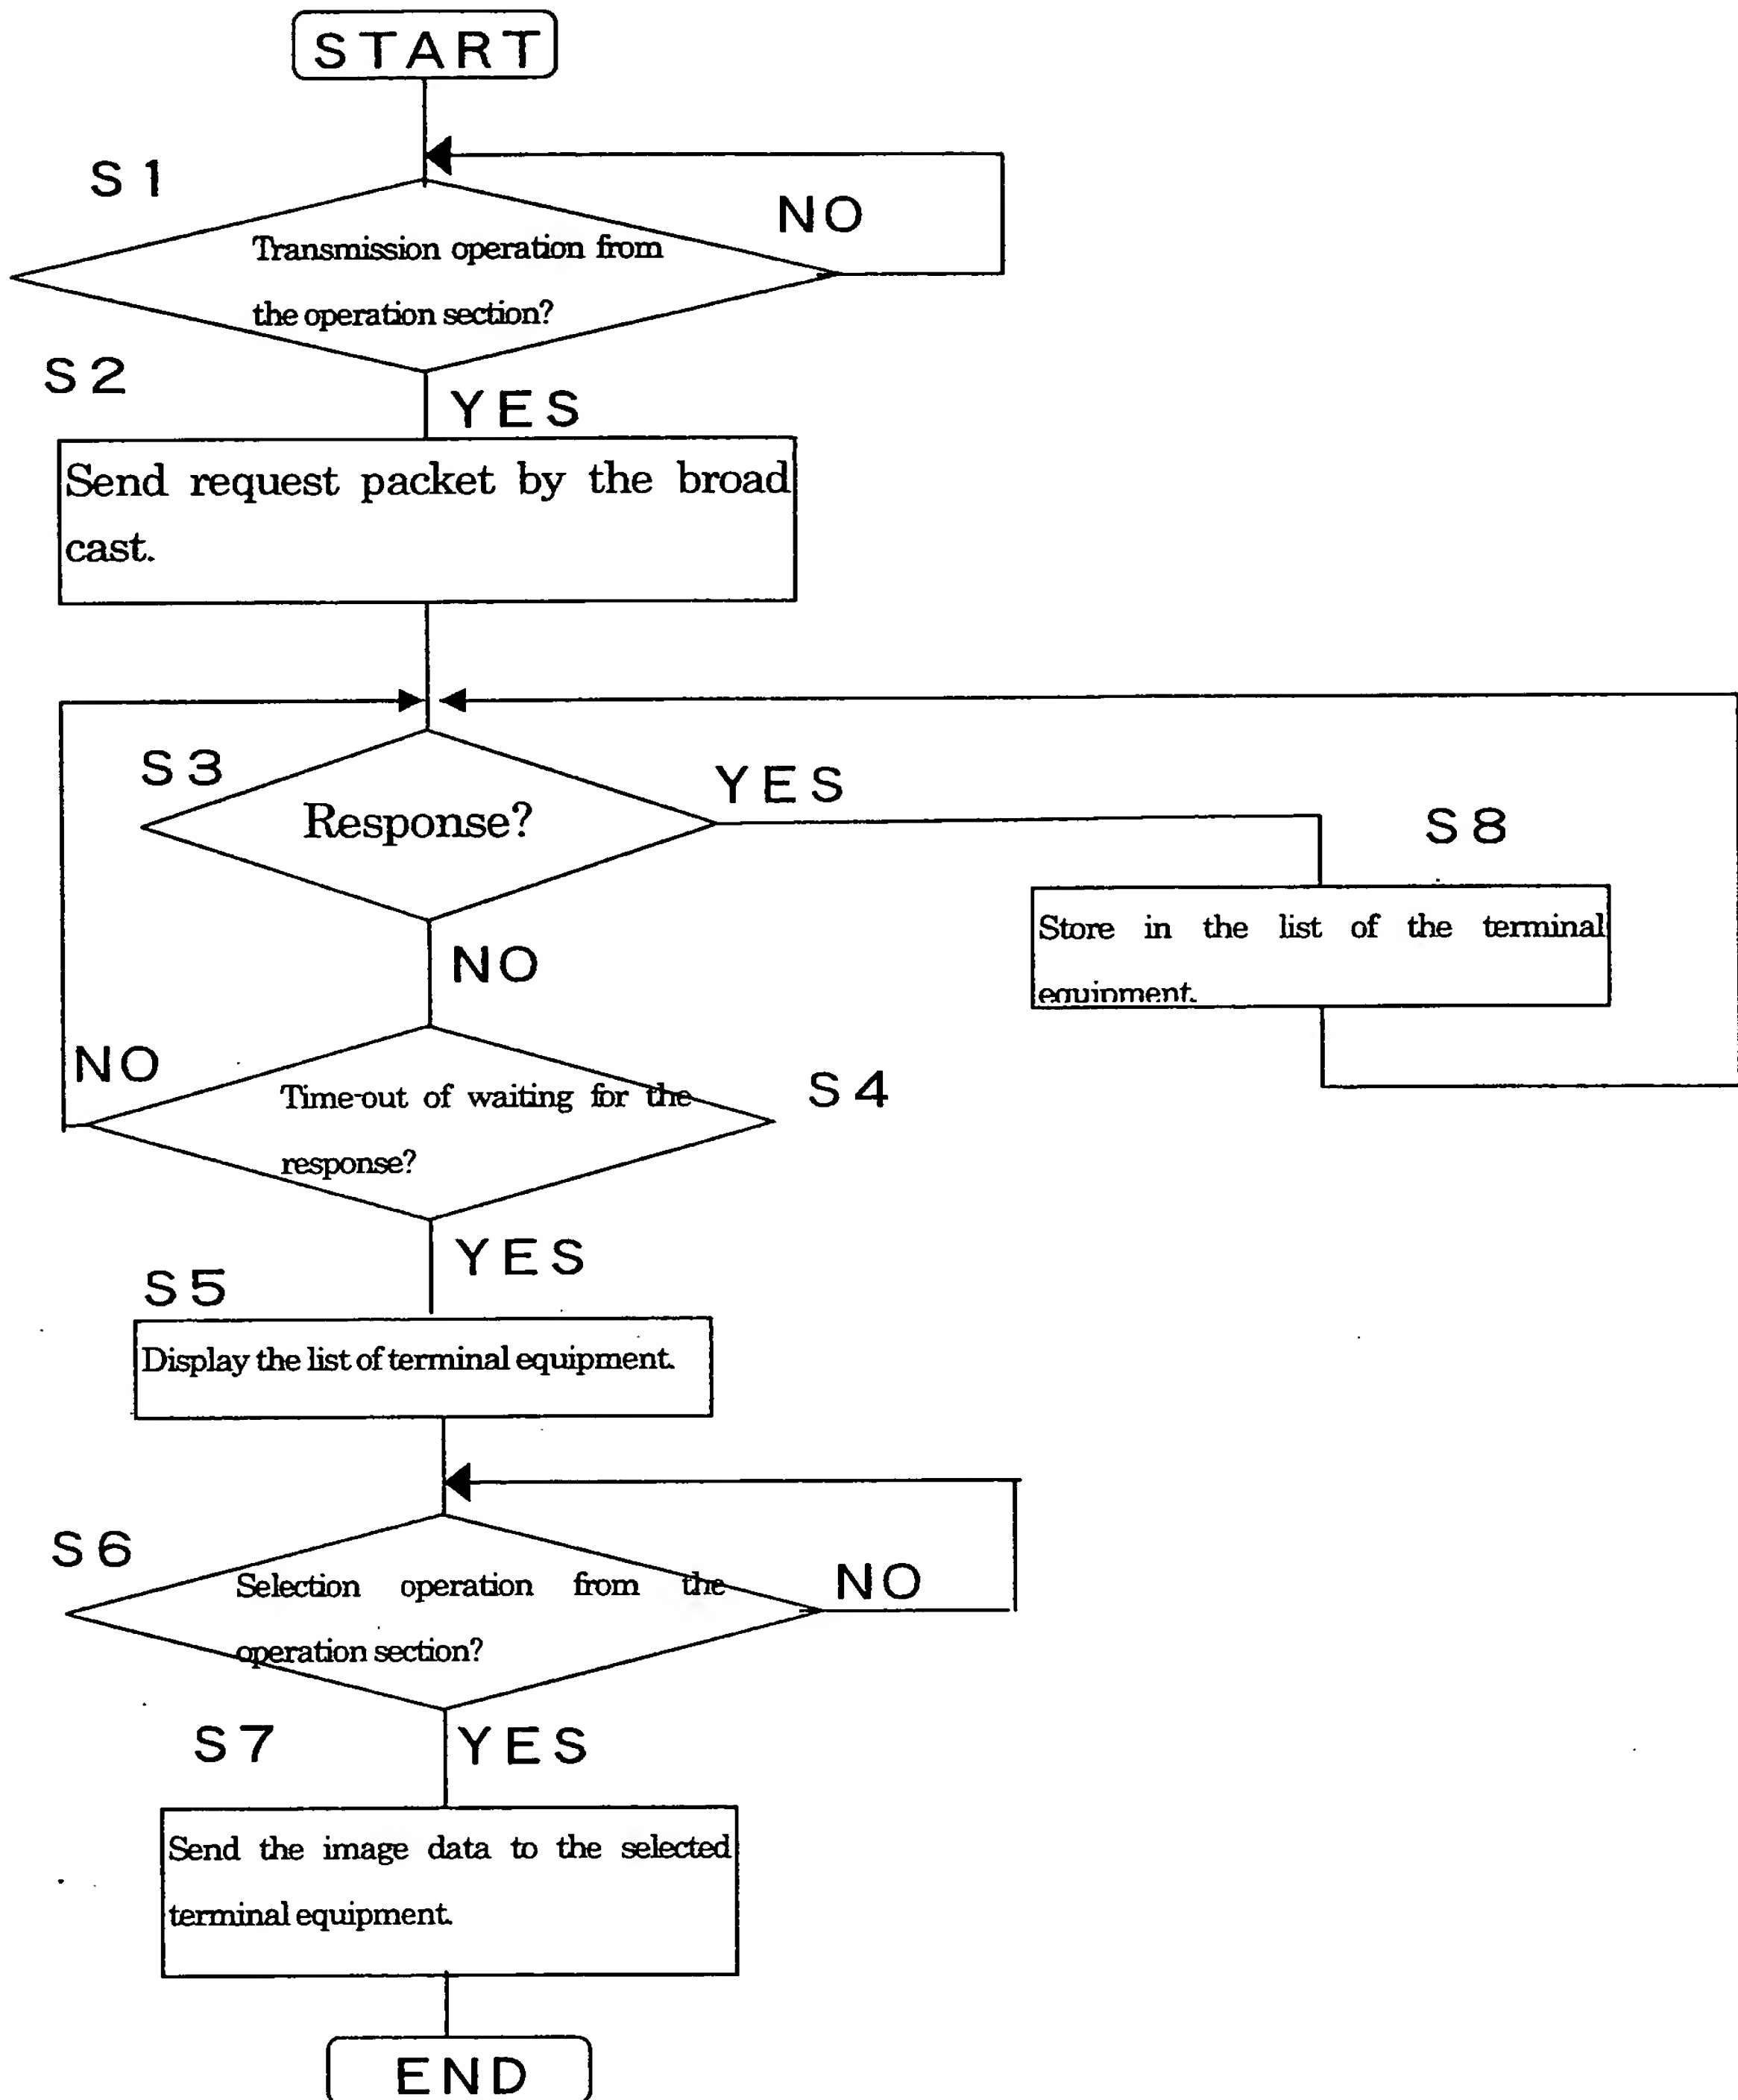 START
S1
NO
Transmission operation from
the operation section?
S2
YES
Send request packet by the broad
cast.
S3
YES
Response?
S8
NO
Store in the list of the terminal
equipment.
NO
Time-out of waiting for the
S4
response?
YES
S5
Display the list of terminal equipment.
S6
NO
Selection operation from the
operation section?
S7
YES
Send the image data to the selected
terminal equipment.
END